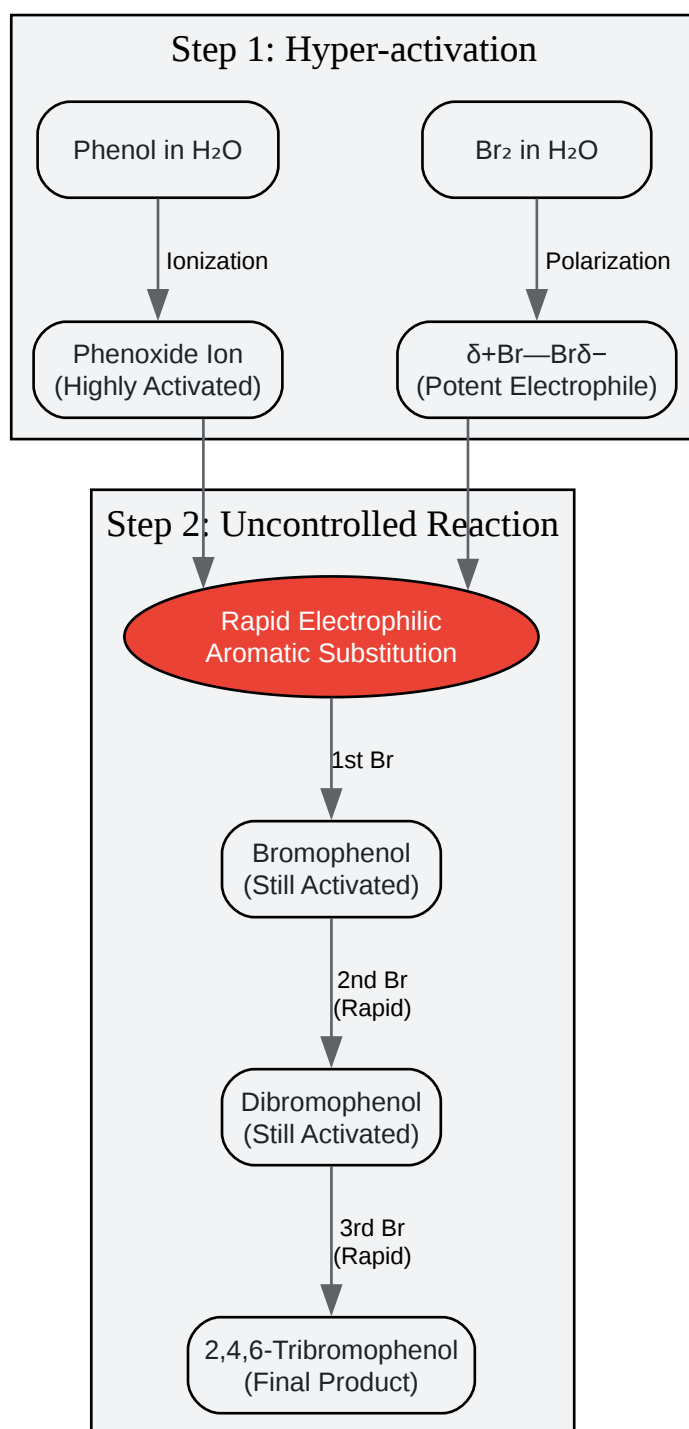 Step 1: Hyper-activation
Phenol in H₂O
Br₂ in H₂O
Ionization
Polarization
Phenoxide Ion
(Highly Activated)
δ+Br—Brδ−
(Potent Electrophile)
Step 2: Uncontrolled Reaction
Rapid Electrophilic
Aromatic Substitution
1st Br
Bromophenol
(Still Activated)
2nd Br
(Rapid)
Dibromophenol
(Still Activated)
3rd Br
(Rapid)
2,4,6-Tribromophenol
(Final Product)